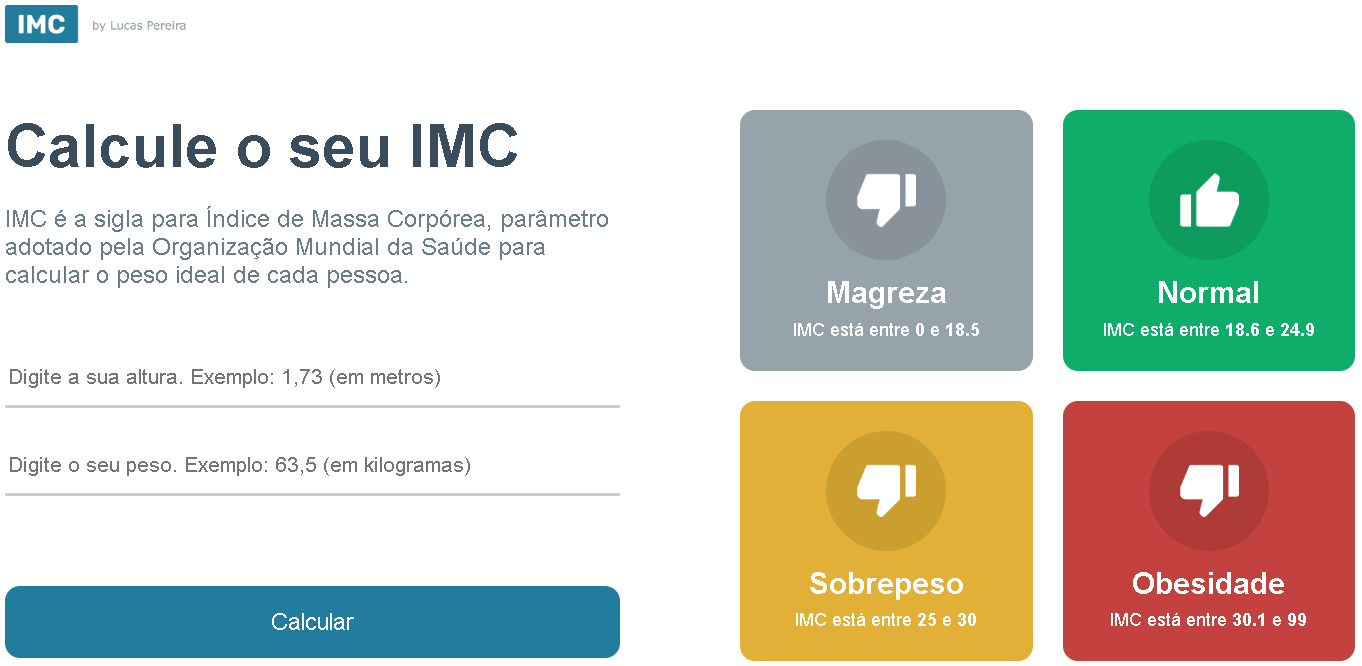 IMC
by Lucas Pereira
Calcule o seu IMC
IMC é a sigla para Índice de Massa Corpórea, parâmetro
adotado pela Organização Mundial da Saúde para
calcular o peso ideal de cada pessoa.
Digite a sua altura. Exemplo: 1,73 (em metros)
Digite o seu peso. Exemplo: 63,5 (em kilogramas)
Calcular
Magreza
IMC está entre 0 e 18.5
Normal
IMC está entre 18.6 e 24.9
Sobrepeso
IMC está entre 25 e 30
Obesidade
IMC está entre 30.1 e 99